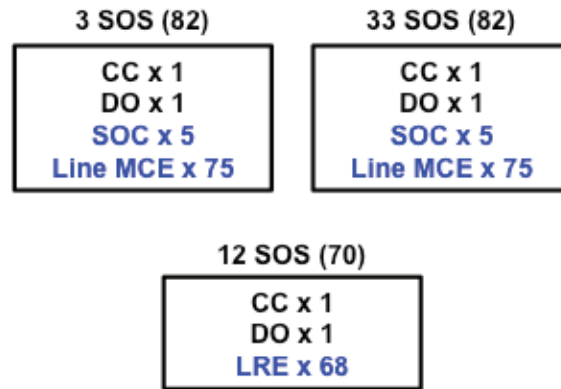 3 SOS (82)
CC x 1
DO x 1
SOC x 5
Line MCE x 75
33 SOS (82)
CC x 1
DO x 1
SOC x 5
Line MCE x 75
12 SOS (70)
CC x 1
DO x 1
LRE x 68